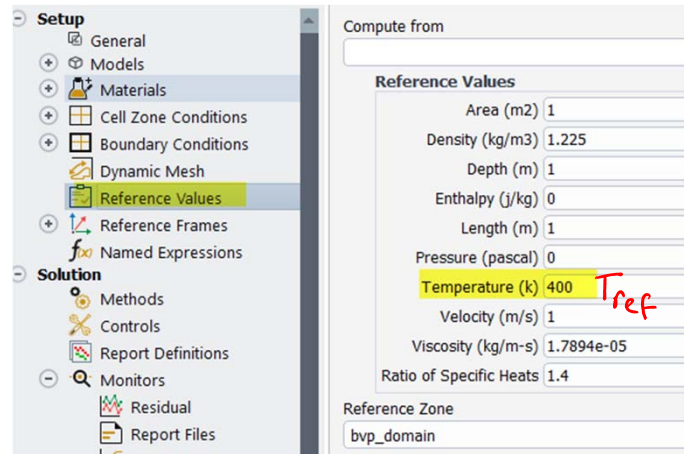 Setup
General
Models
Materials
Cell Zone Conditions
Boundary Conditions
Dynamic Mesh
Reference Values
Reference Frames
f(x) Named Expressions
Solution
Methods
Controls
Report Definitions
Monitors
Residual
Report Files
Compute from
Reference Values
Area (m2) 1
Density (kg/m3) 1.225
Depth (m) 1
Enthalpy (j/kg) 0
Length (m) 1
Pressure (pascal) 0
Temperature (k) 400 Tref
Velocity (m/s) 1
Viscosity (kg/m-s) 1.7894e-05
Ratio of Specific Heats 1.4
Reference Zone
bvp_domain